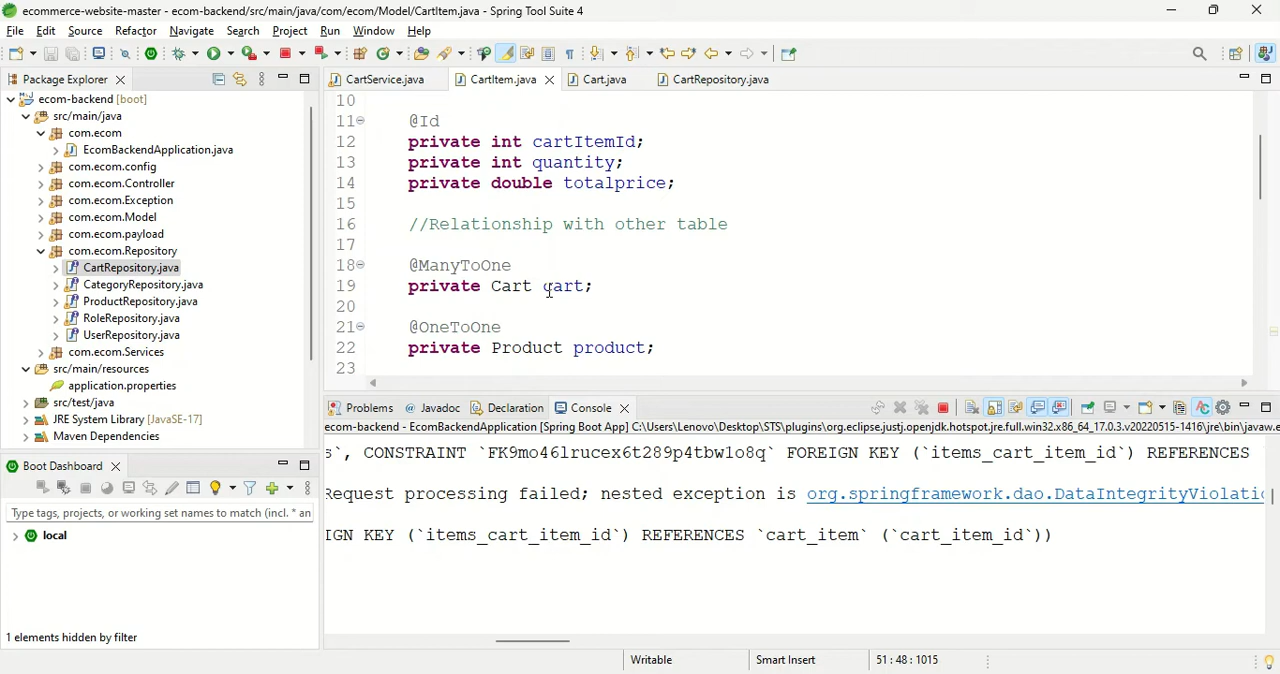 ecommerce-website-master - ecom-backend/src/main/java/com/ecom/Model/CartItem.java - Spring Tool Suite 4
File Edit Source Refactor Navigate Search Project Run Window Help
Package Explorer
ecom-backend [boot]
src/main/java
com.ecom
EcomBackendApplication.java
com.ecom.config
com.ecom.Controller
com.ecom.Exception
com.ecom.Model
com.ecom.payload
com.ecom.Repository
CartRepository.java
CategoryRepository.java
ProductRepository.java
RoleRepository.java
UserRepository.java
com.ecom.Services
src/main/resources
application.properties
src/test/java
JRE System Library [JavaSE-17]
Maven Dependencies
Boot Dashboard
Type tags, projects, or working set names to match (incl. * an
local
1 elements hidden by filter
CartService.java CartItem.java Cart.java CartRepository.java
10
11 @Id
12 private int cartItemId;
13 private int quantity;
14 private double totalprice;
15
16 //Relationship with other table
17
18 @ManyToOne
19 private Cart cart;
20
21 @OneToOne
22 private Product product;
23
Problems @ Javadoc Declaration Console
ecom-backend - EcomBackendApplication [Spring Boot App] C:\Users\Lenovo\Desktop\STS\plugins\org.eclipse.justj.openjdk.hotspot.jre.full.win32.x86_64_17.0.3.v20220515-1416\jre\bin\javaw.e
s`, CONSTRAINT `FK9mo46lrucex6t289p4tbwlo8q` FOREIGN KEY (`items_cart_item_id`) REFERENCES
Request processing failed; nested exception is org.springframework.dao.DataIntegrityViolatio
IGN KEY (`items_cart_item_id`) REFERENCES `cart_item` (`cart_item_id`))
Writable Smart Insert 51 : 48 : 1015